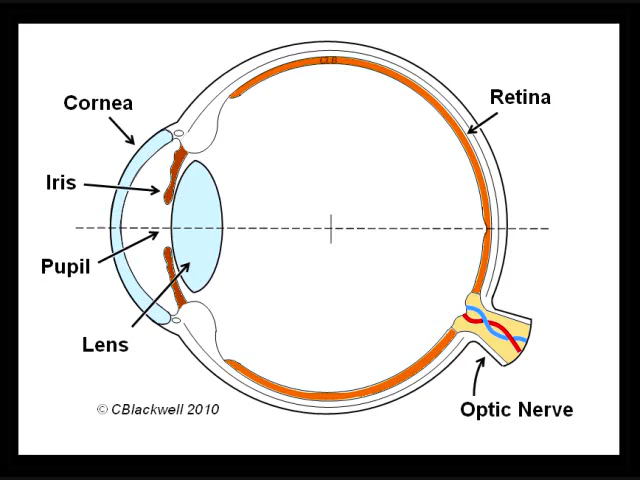 Cornea
Retina
Iris
Pupil
Lens
Optic Nerve
© CBlackwell 2010